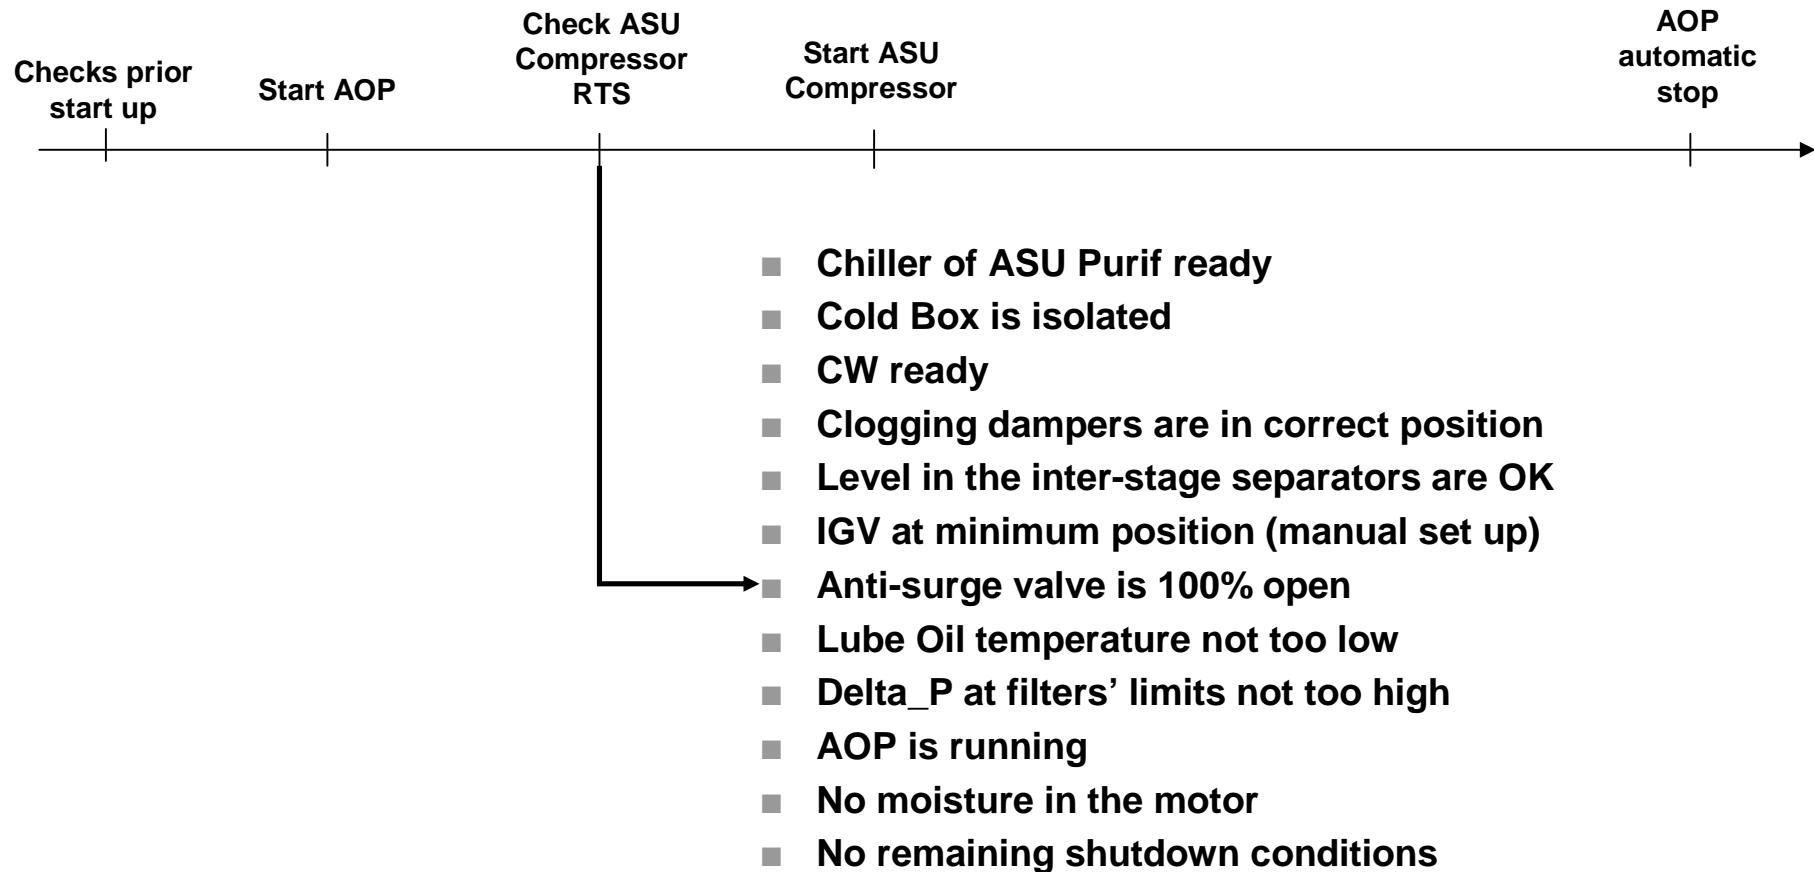 Checks prior
start up
Start AOP
Check ASU
Compressor
RTS
Start ASU
Compressor
AOP
automatic
stop
Chiller of ASU Purif ready
Cold Box is isolated
CW ready
Clogging dampers are in correct position
Level in the inter-stage separators are OK
IGV at minimum position (manual set up)
Anti-surge valve is 100% open
Lube Oil temperature not too low
Delta_P at filters’ limits not too high
AOP is running
No moisture in the motor
No remaining shutdown conditions